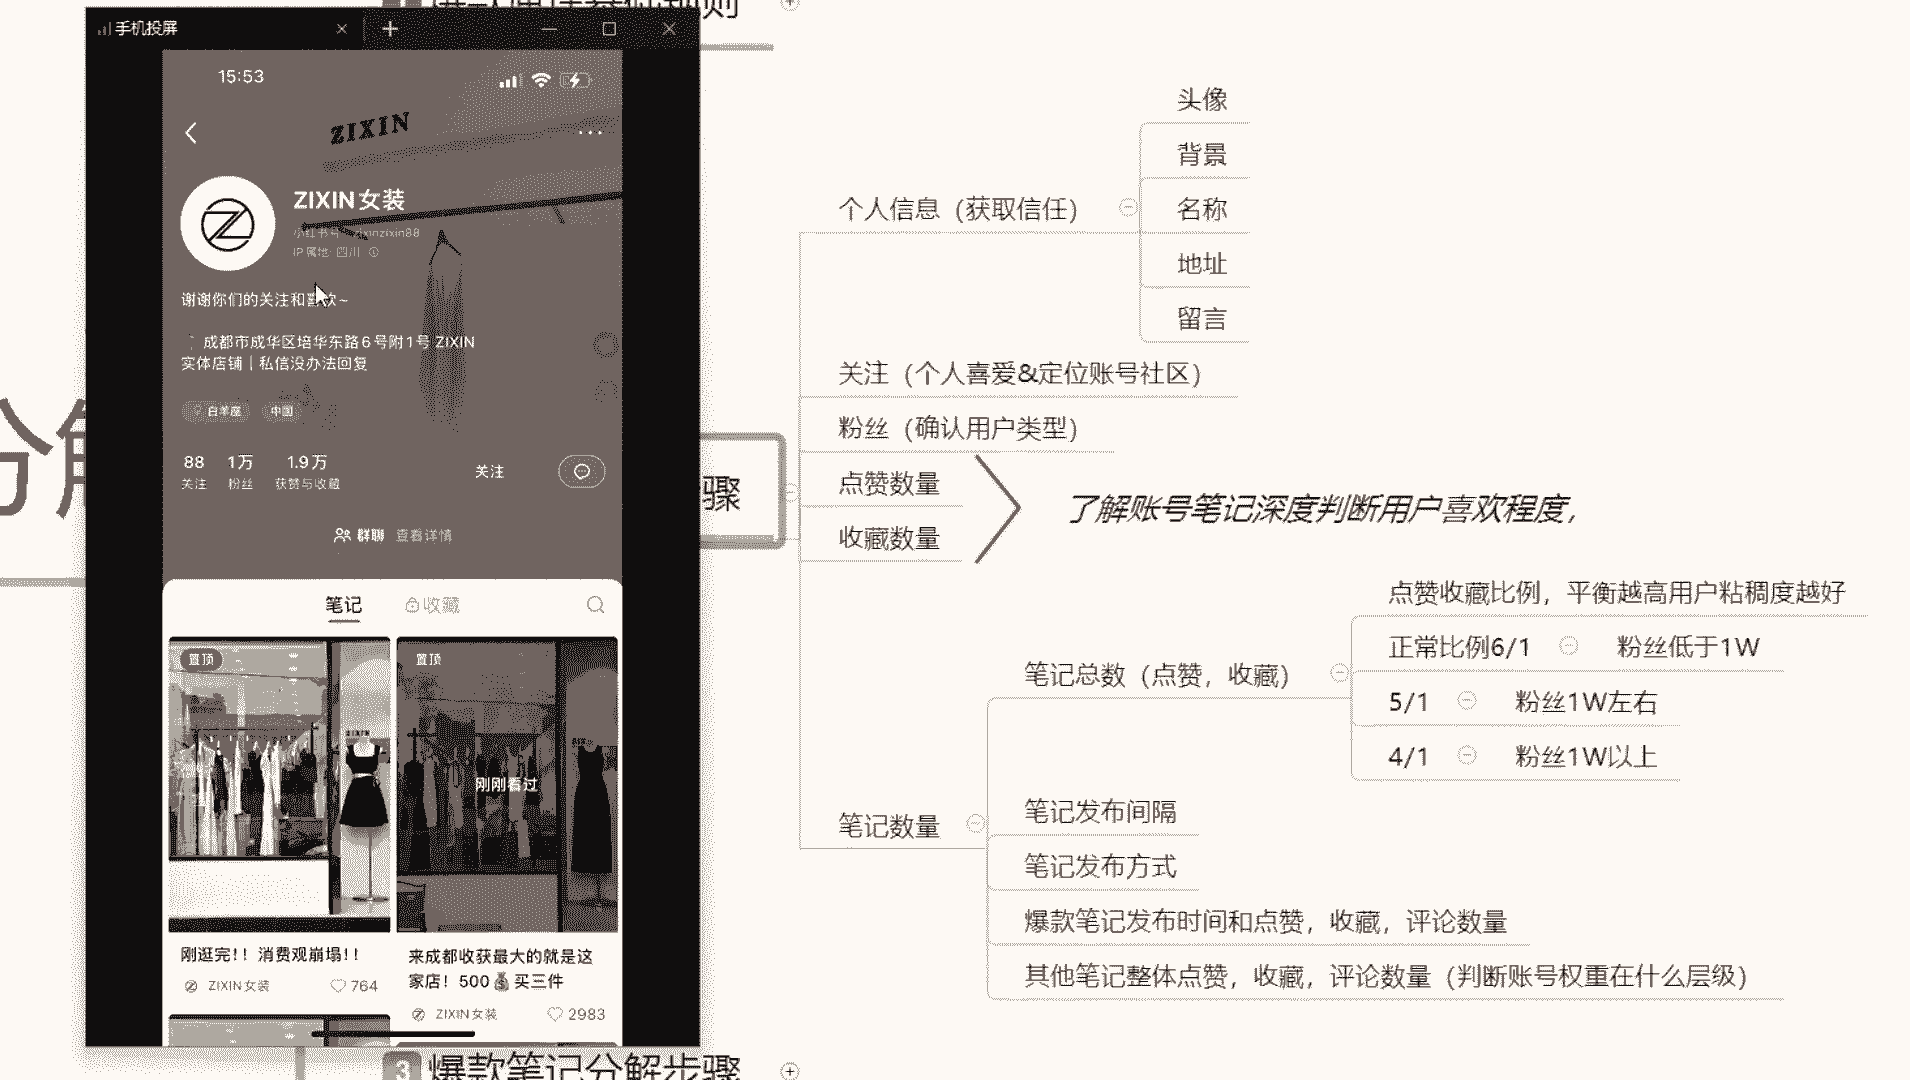 手机投屏
15:53
ZIXIN
ZIXIN女装
小红书号: zixinzixin88
IP属地: 四川
谢谢你们的关注和喜欢~
成都市成华区培华东路6号附1号 ZIXIN
实体店铺｜私信没办法回复
白羊座
中国
88 1万 1.9万
关注 粉丝 获赞与收藏
关注
群聊 查看详情
笔记 收藏
置顶
置顶
刚刚看过
刚逛完!！消费观崩塌!！
ZIXIN女装 764
来成都收获最大的就是这
家店！500💰买三件
ZIXIN女装 2983
骤
3 爆款笔记分解步骤
个人信息（获取信任）
头像
背景
名称
地址
留言
关注（个人喜爱&定位账号社区）
粉丝（确认用户类型）
点赞数量
收藏数量
了解账号笔记深度判断用户喜欢程度，
笔记数量
笔记总数（点赞，收藏）
点赞收藏比例，平衡越高用户粘稠度越好
正常比例6/1 粉丝低于1W
5/1 粉丝1W左右
4/1 粉丝1W以上
笔记发布间隔
笔记发布方式
爆款笔记发布时间和点赞，收藏，评论数量
其他笔记整体点赞，收藏，评论数量（判断账号权重在什么层级）